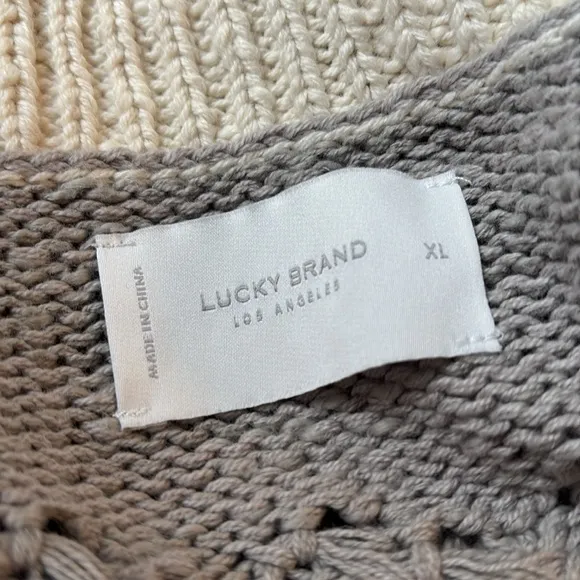 LUCKY BRAND
LOS ANGELES
XL
MADE IN CHINA